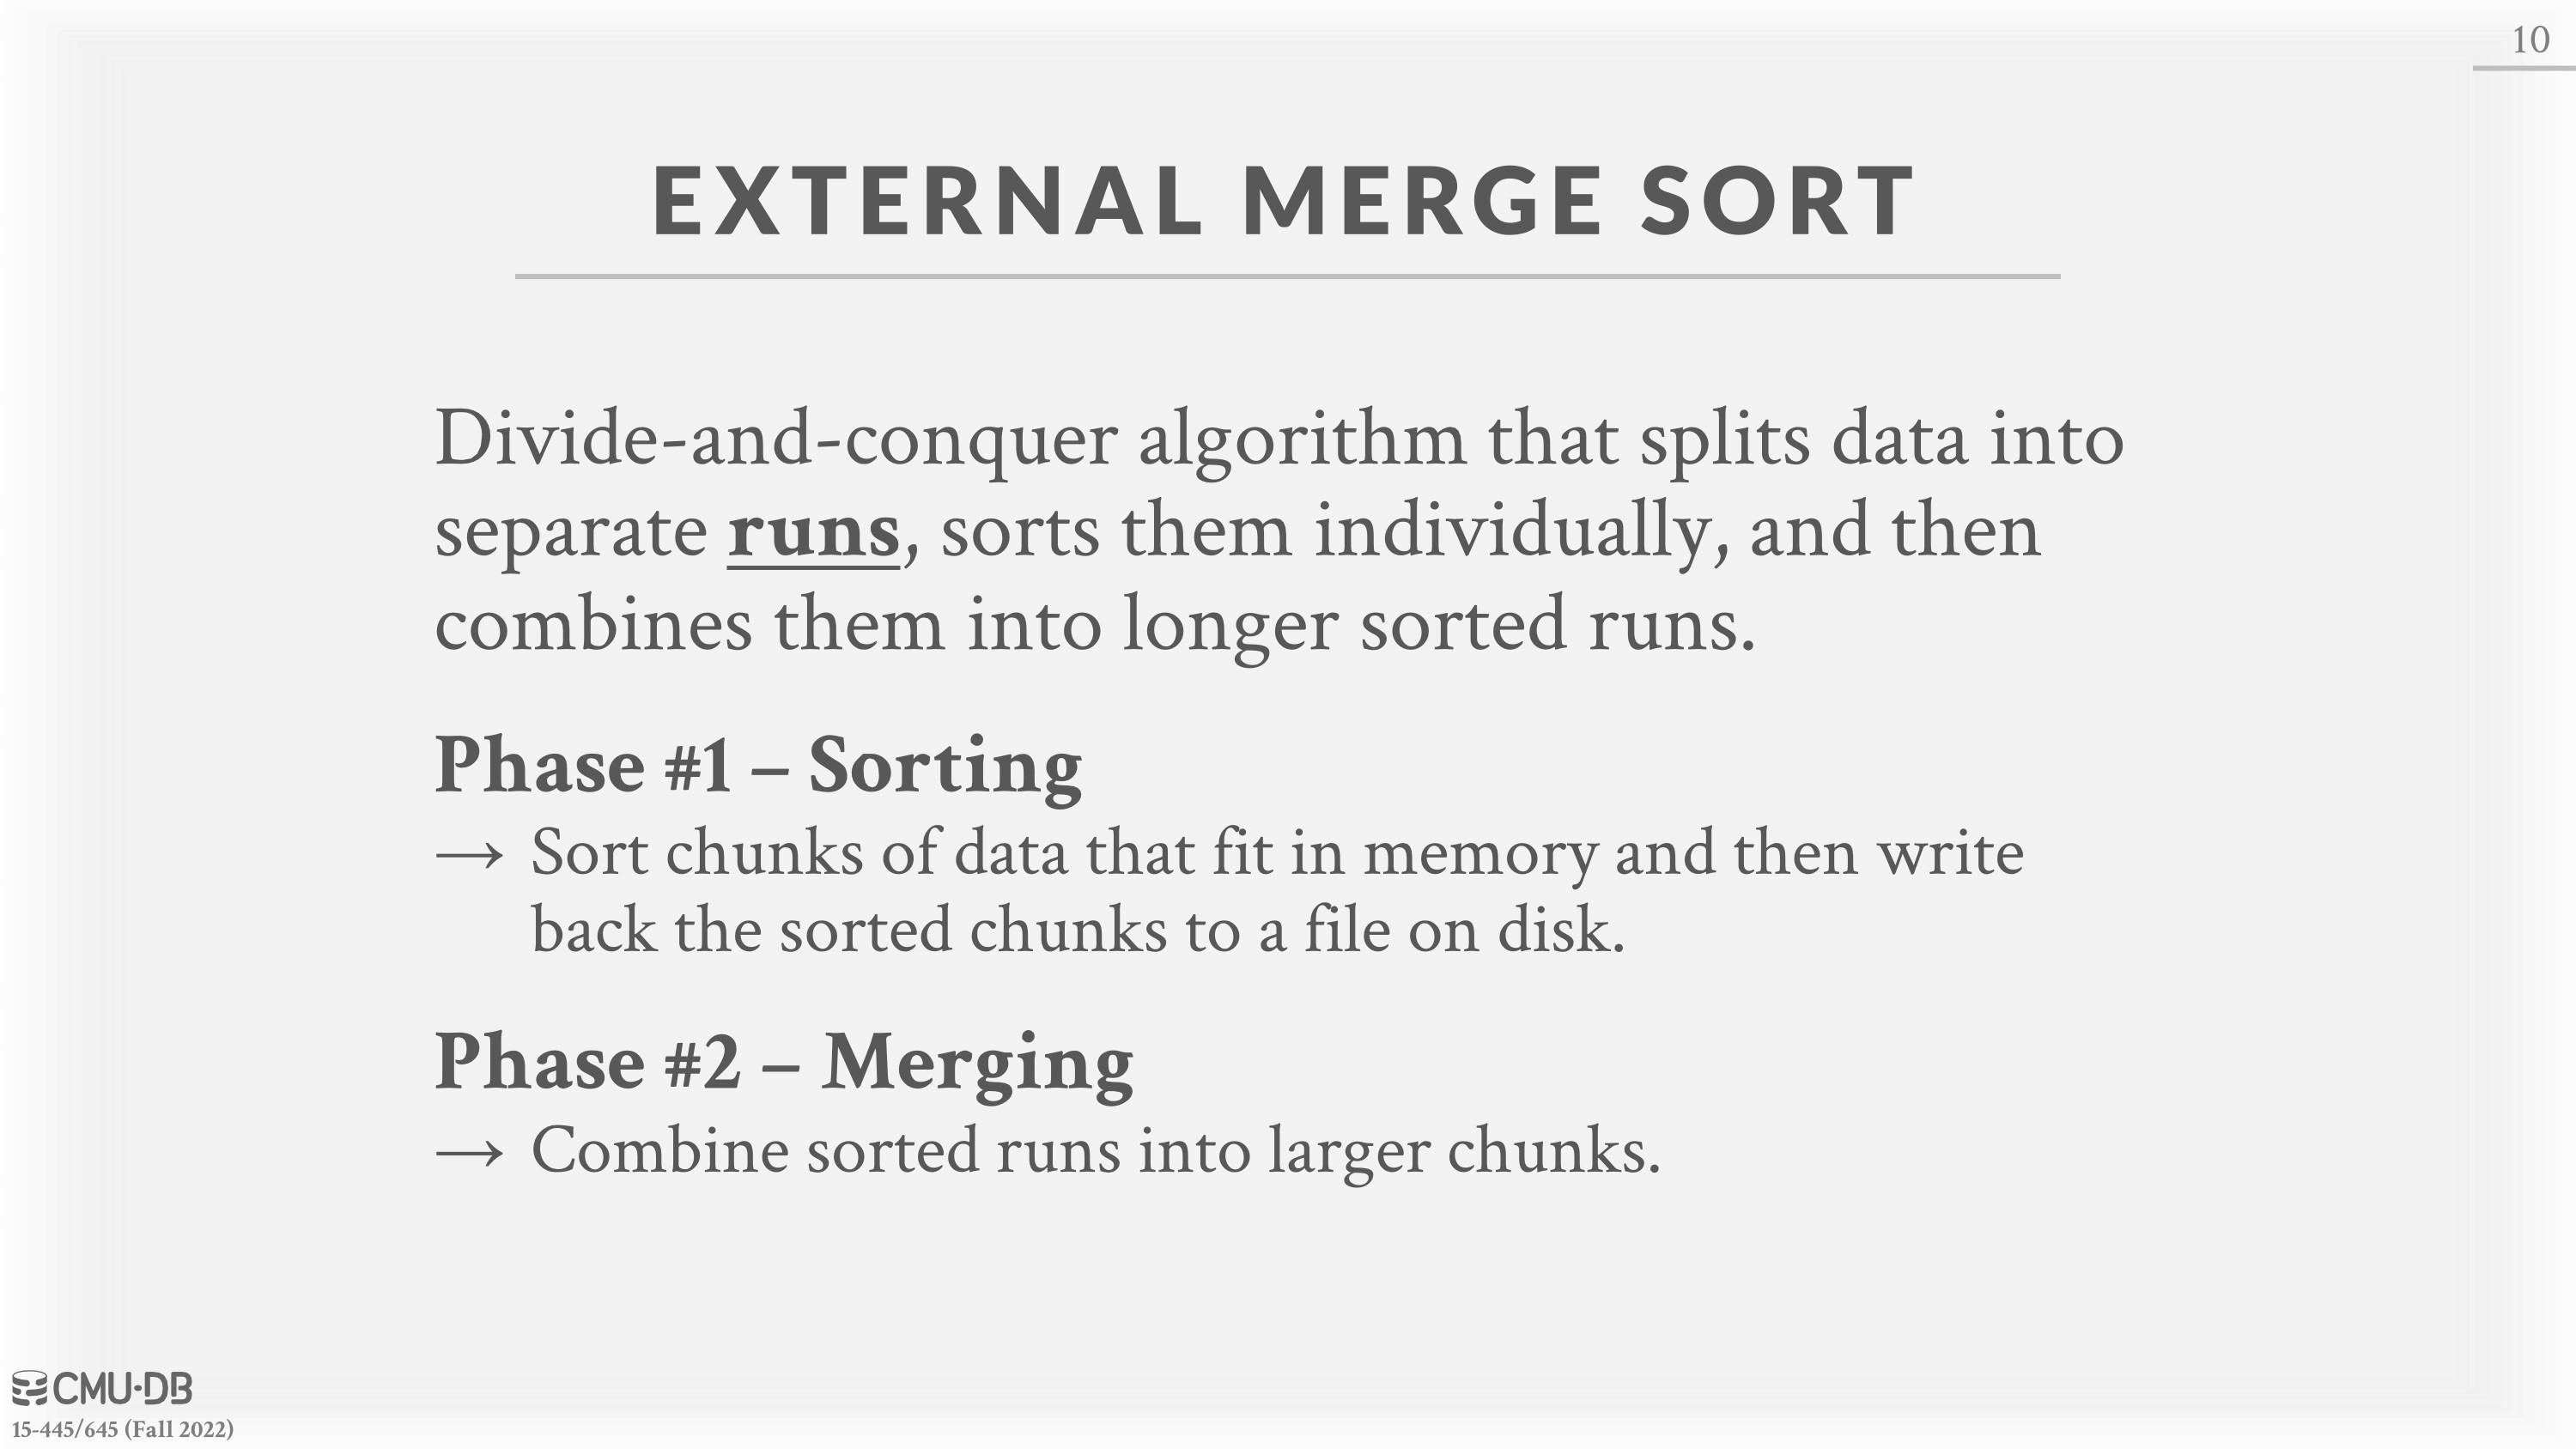 10
EXTERNAL MERGE SORT
Divide-and-conquer algorithm that splits data into
separate runs, sorts them individually, and then
combines them into longer sorted runs.
Phase #1 – Sorting
→ Sort chunks of data that fit in memory and then write
back the sorted chunks to a file on disk.
Phase #2 – Merging
→ Combine sorted runs into larger chunks.
CMU·DB
15-445/645 (Fall 2022)